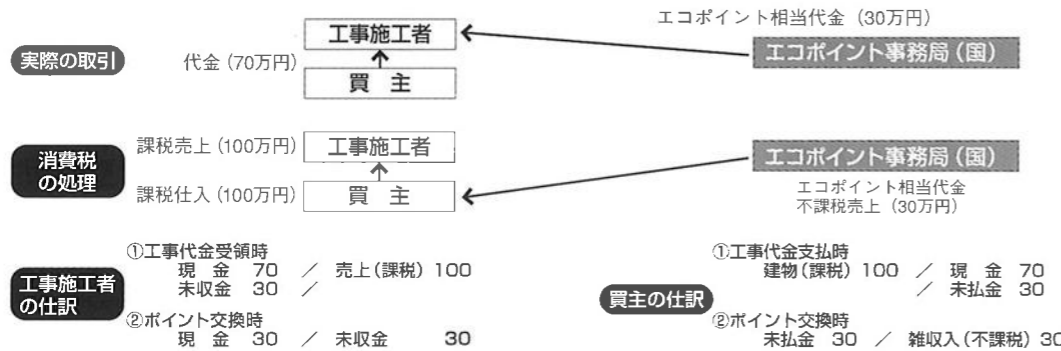 エコポイント相当代金（30万円）
実際の取引
代金（70万円）
工事施工者
買　主
エコポイント事務局（国）
消費税
の処理
課税売上（100万円）
工事施工者
課税仕入（100万円）
買　主
エコポイント事務局（国）
エコポイント相当代金
不課税売上（30万円）
工事施工者
の仕訳
①工事代金受領時
現　金　70　／　売上（課税）100
未収金　30　／
②ポイント交換時
現　金　30　／　未収金　30
買主の仕訳
①工事代金支払時
建物（課税）100　／　現　金　70
／　未払金　30
②ポイント交換時
未払金　30　／　雑収入（不課税）30